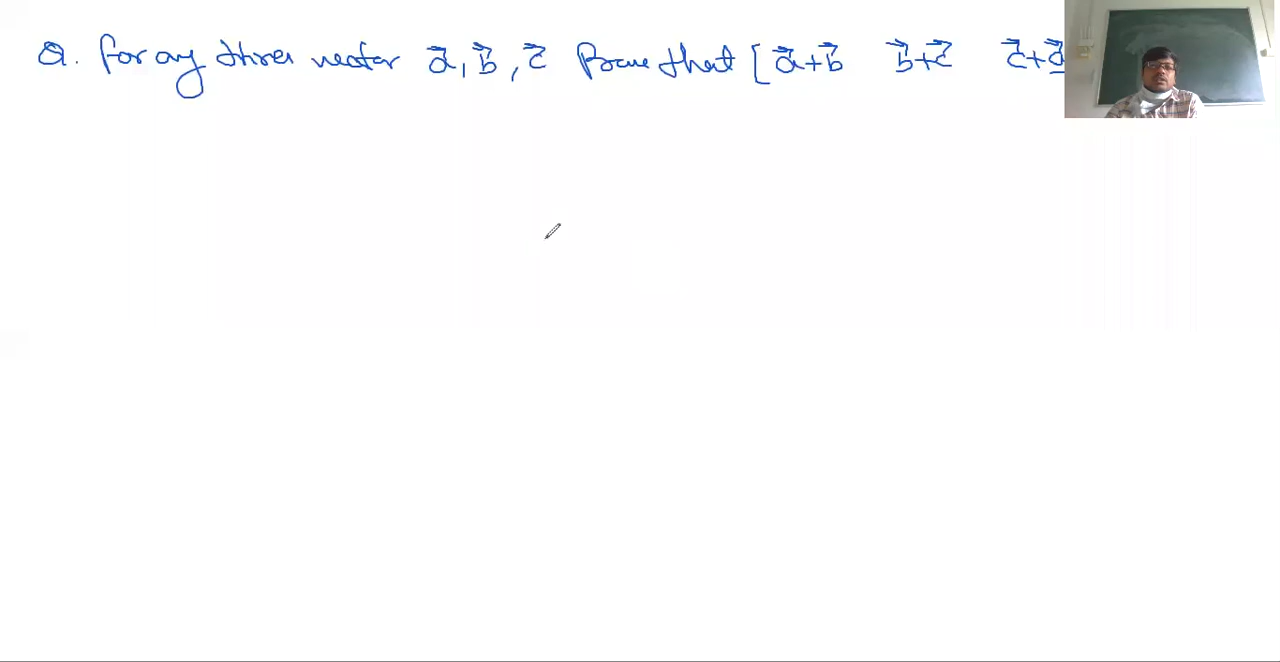 Q. For any three vector a⃗, b⃗, c⃗ Prove that [ a⃗+b⃗ b⃗+c⃗ c⃗+a⃗